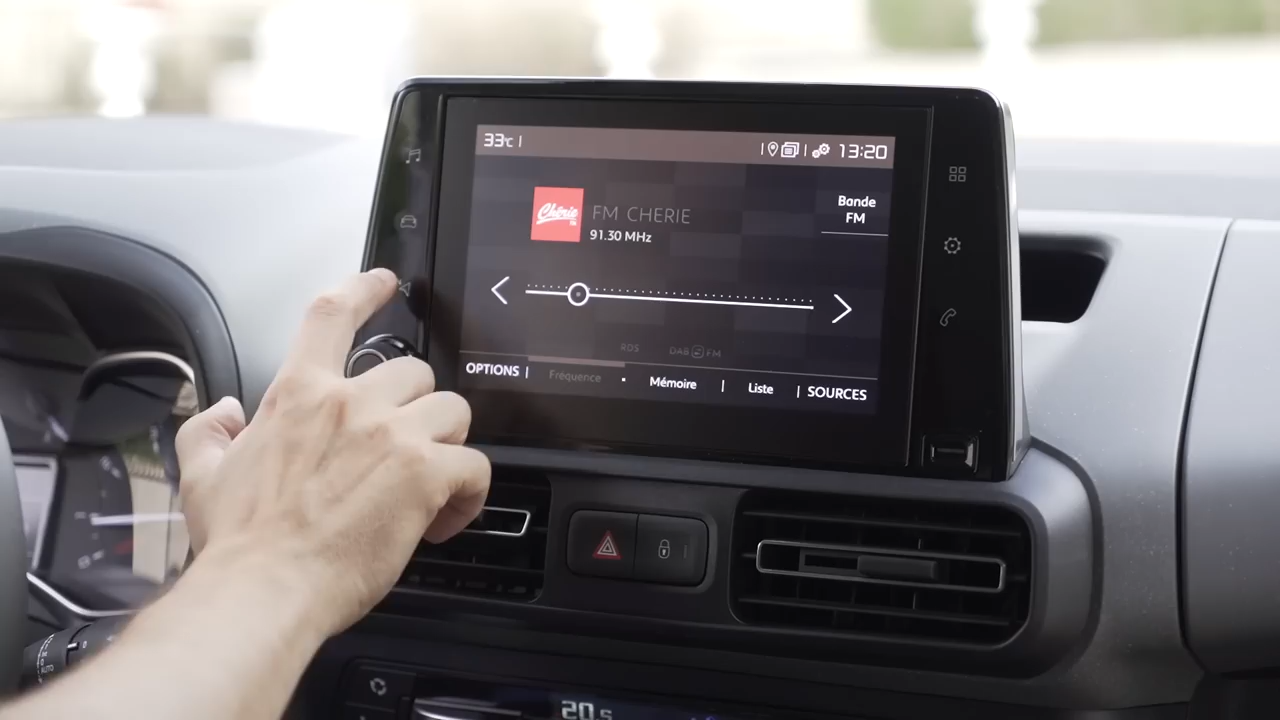 33°C
13:20
Chérie
FM
FM CHERIE
91.30 MHz
Bande
FM
RDS
DAB FM
OPTIONS
Fréquence
Mémoire
Liste
SOURCES
AUTO
20.5